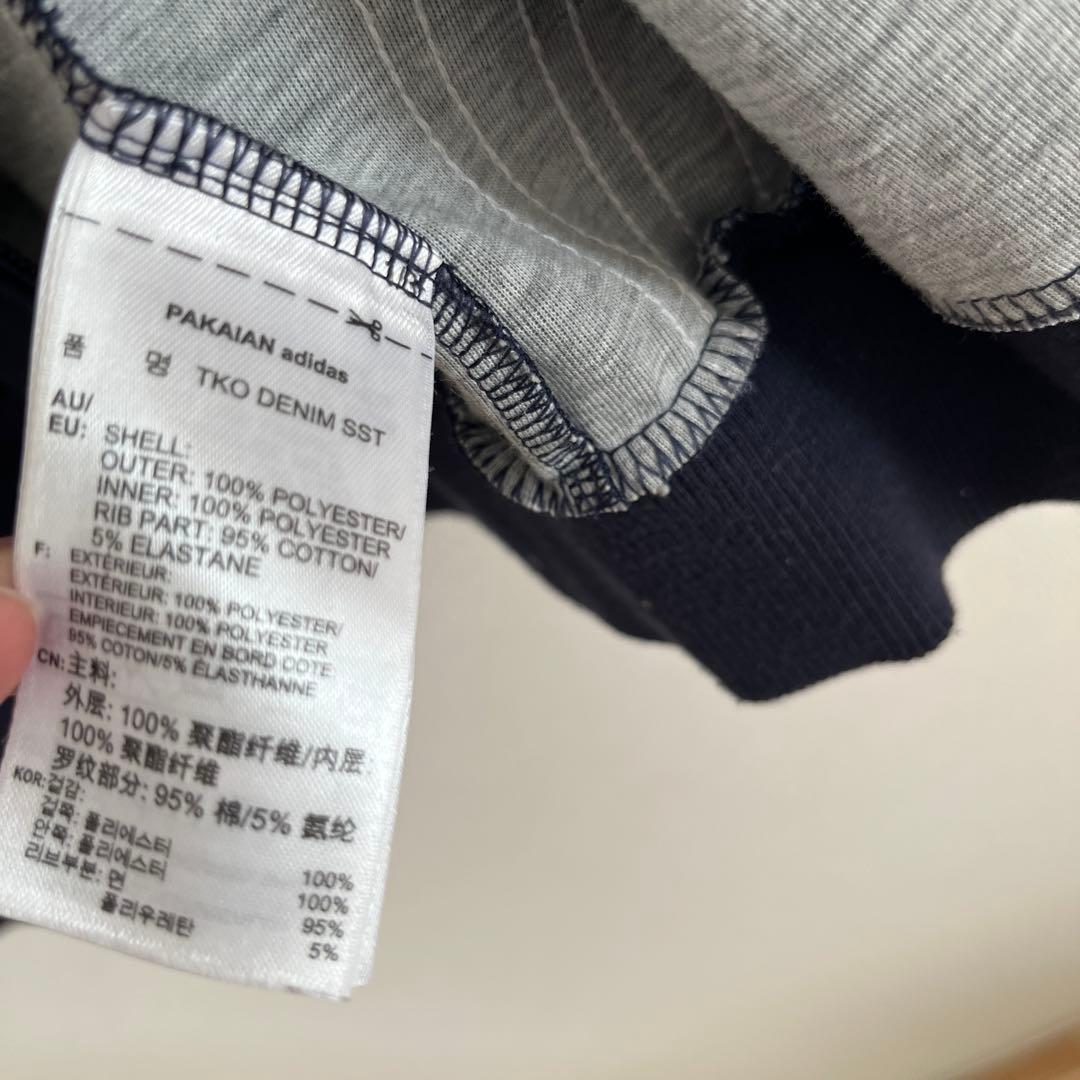 PAKAIAN adidas
품 명 TKO DENIM SST
AU/
EU: SHELL:
OUTER: 100% POLYESTER/
INNER: 100% POLYESTER
RIB PART: 95% COTTON/
5% ELASTANE
F: EXTÉRIEUR:
EXTÉRIEUR: 100% POLYESTER/
INTERIEUR: 100% POLYESTER
EMPIECEMENT EN BORD COTE
95% COTON/5% ÉLASTHANNE
CN: 主料:
外层: 100% 聚酯纤维/内层:
100% 聚酯纤维
罗纹部分: 95% 棉/5% 氨纶
KOR: 겉감:
겉쪽: 폴리에스터 100%
안쪽: 폴리에스터 100%
리브부분: 면 95%
폴리우레탄 5%